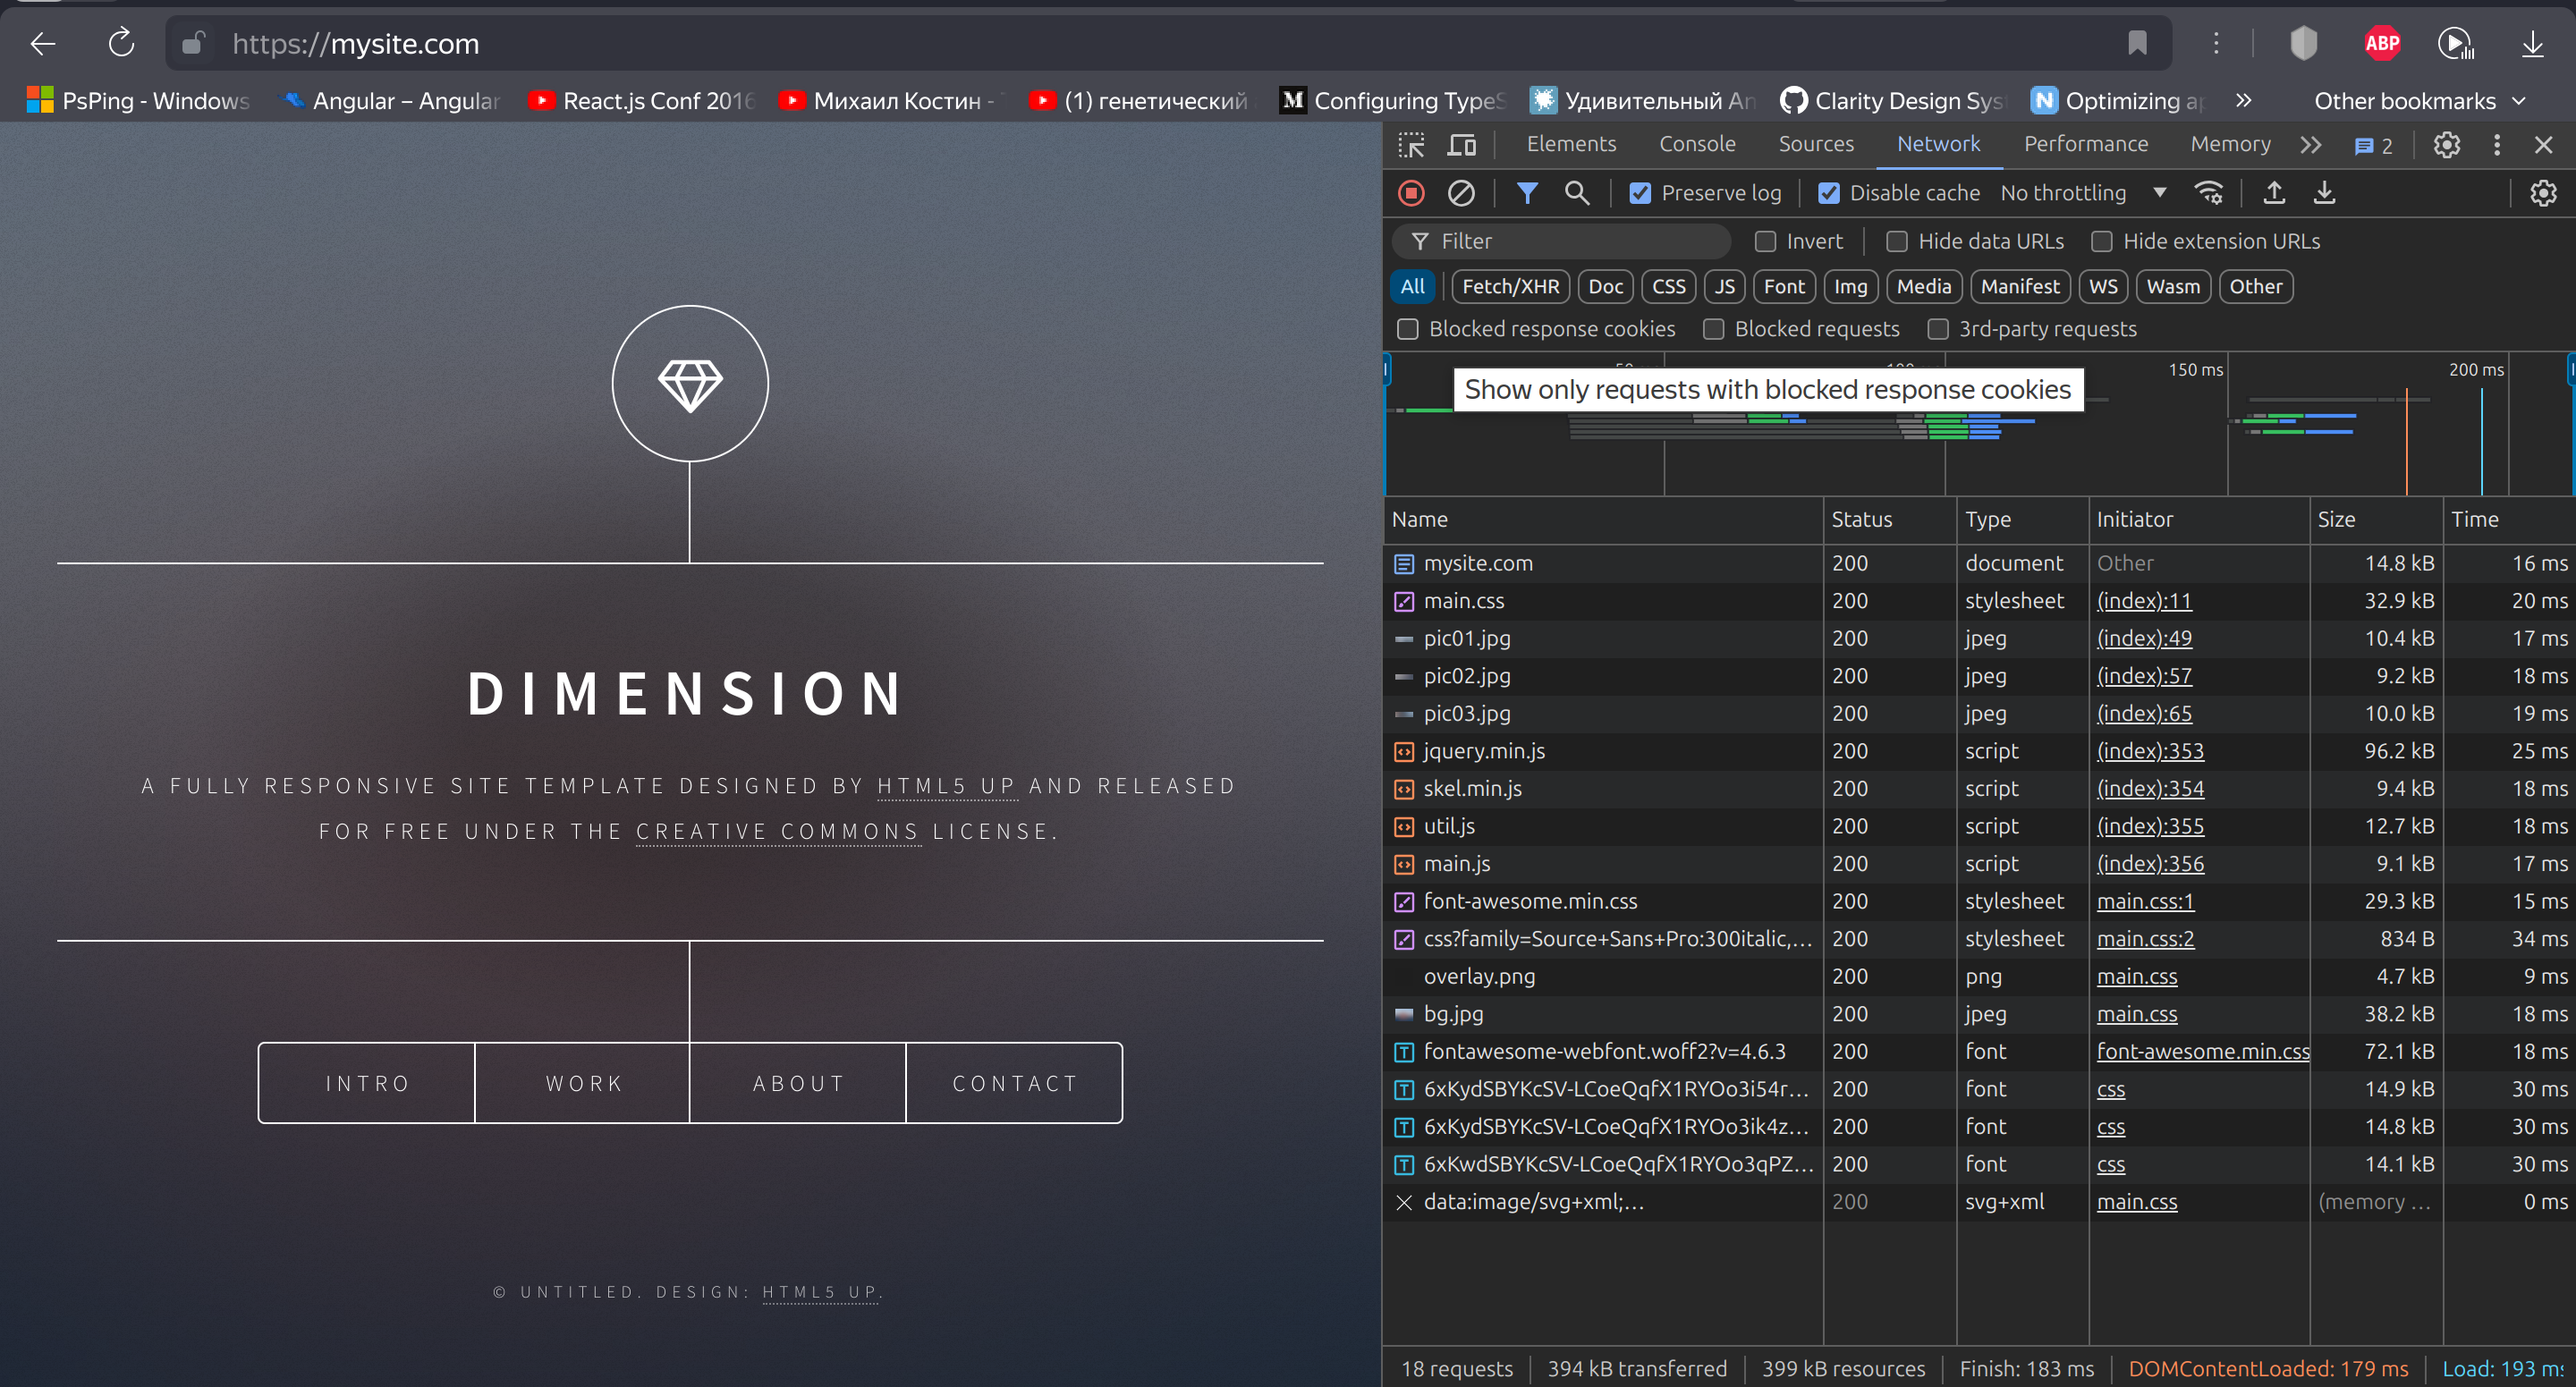 https://mysite.com
ABP
PsPing - Windows
Angular – Angular
React.js Conf 2016
Михаил Костин -
(1) генетический
M Configuring TypeS
Удивительный An
Clarity Design Sys
N Optimizing ap
Other bookmarks
Elements Console Sources Network Performance Memory 2
Preserve log Disable cache No throttling
Filter Invert Hide data URLs Hide extension URLs
All Fetch/XHR Doc CSS JS Font Img Media Manifest WS Wasm Other
Blocked response cookies Blocked requests 3rd-party requests
150 ms 200 ms
Show only requests with blocked response cookies
Name Status Type Initiator Size Time
mysite.com 200 document Other 14.8 kB 16 ms
main.css 200 stylesheet (index):11 32.9 kB 20 ms
pic01.jpg 200 jpeg (index):49 10.4 kB 17 ms
pic02.jpg 200 jpeg (index):57 9.2 kB 18 ms
pic03.jpg 200 jpeg (index):65 10.0 kB 19 ms
jquery.min.js 200 script (index):353 96.2 kB 25 ms
skel.min.js 200 script (index):354 9.4 kB 18 ms
util.js 200 script (index):355 12.7 kB 18 ms
main.js 200 script (index):356 9.1 kB 17 ms
font-awesome.min.css 200 stylesheet main.css:1 29.3 kB 15 ms
css?family=Source+Sans+Pro:300italic,... 200 stylesheet main.css:2 834 B 34 ms
overlay.png 200 png main.css 4.7 kB 9 ms
bg.jpg 200 jpeg main.css 38.2 kB 18 ms
fontawesome-webfont.woff2?v=4.6.3 200 font font-awesome.min.css 72.1 kB 18 ms
6xKydSBYKcSV-LCoeQqfX1RYOo3i54r... 200 font css 14.9 kB 30 ms
6xKydSBYKcSV-LCoeQqfX1RYOo3ik4z... 200 font css 14.8 kB 30 ms
6xKwdSBYKcSV-LCoeQqfX1RYOo3qPZ... 200 font css 14.1 kB 30 ms
data:image/svg+xml;... 200 svg+xml main.css (memory ... 0 ms
18 requests 394 kB transferred 399 kB resources Finish: 183 ms DOMContentLoaded: 179 ms Load: 193 ms
DIMENSION
A FULLY RESPONSIVE SITE TEMPLATE DESIGNED BY HTML5 UP AND RELEASED
FOR FREE UNDER THE CREATIVE COMMONS LICENSE.
INTRO WORK ABOUT CONTACT
© UNTITLED. DESIGN: HTML5 UP.